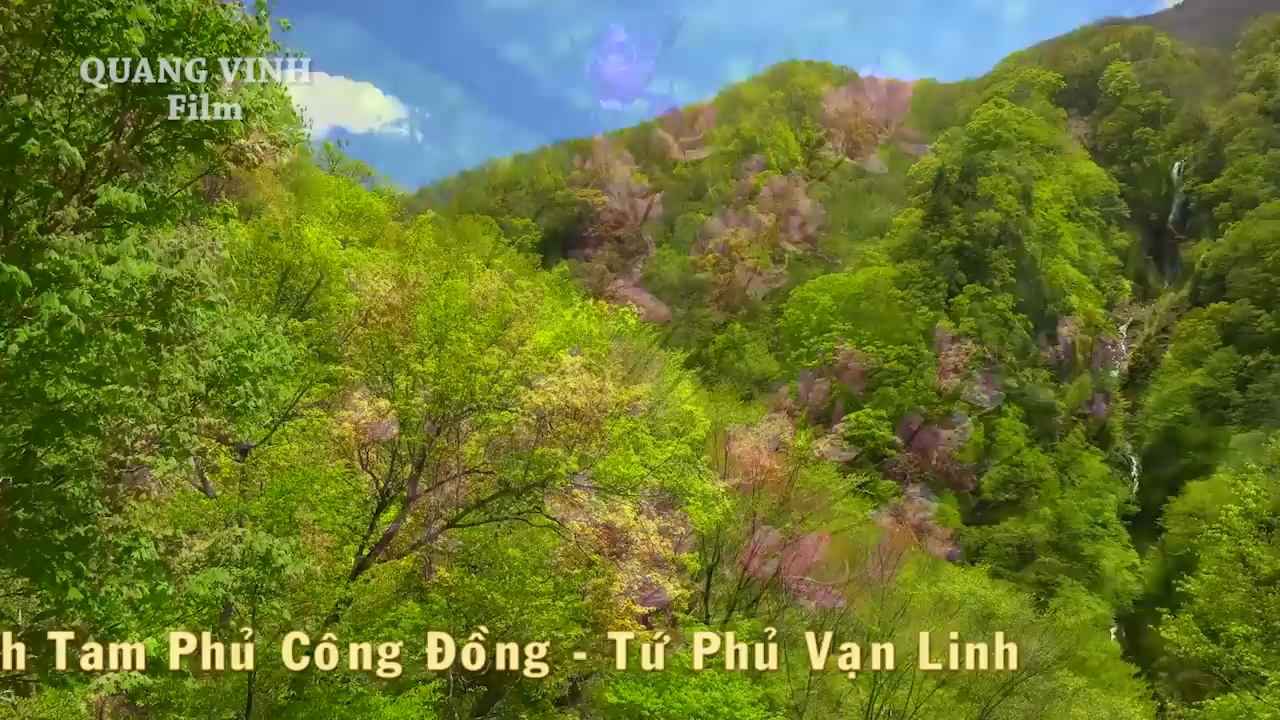 QUANG VINH
Film
h Tam Phủ Công Đồng - Tứ Phủ Vạn Linh